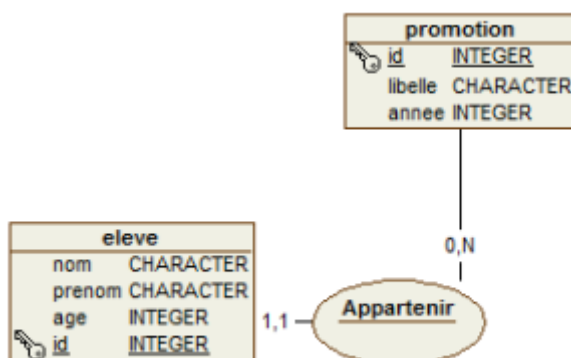 promotion
id INTEGER
libelle CHARACTER
annee INTEGER
0,N
eleve
nom CHARACTER
prenom CHARACTER
age INTEGER
id INTEGER
1,1
Appartenir